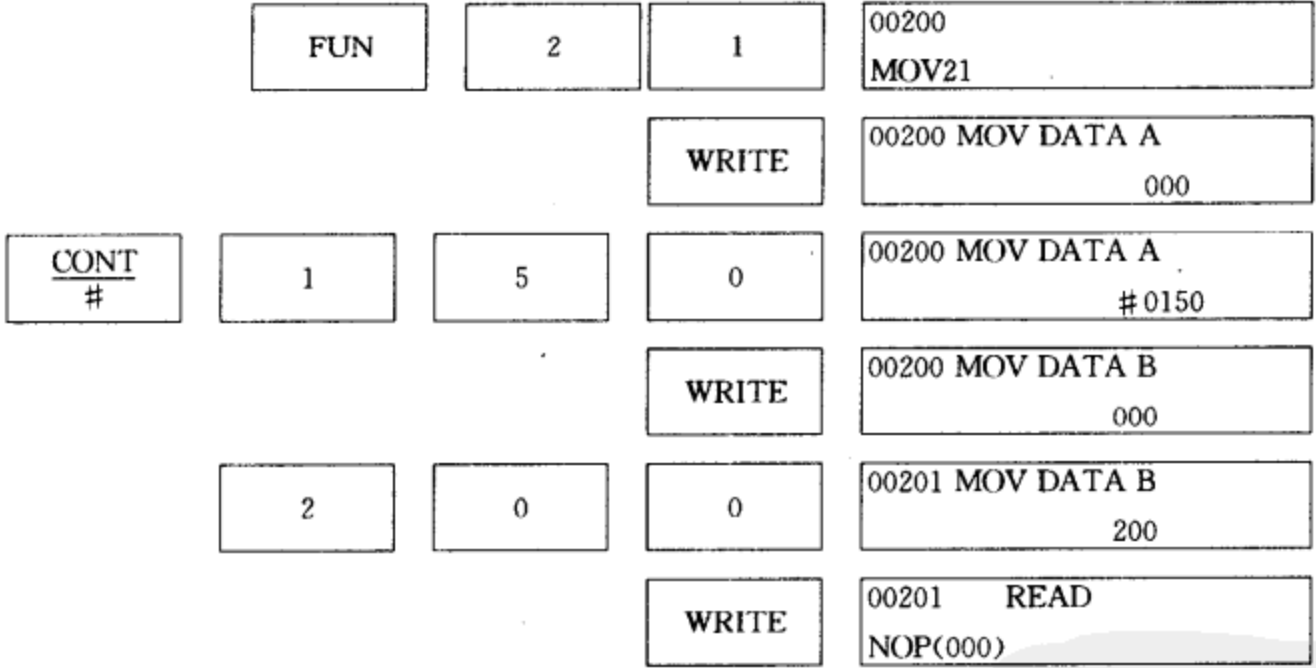 FUN 2 1 00200
MOV21
WRITE 00200 MOV DATA A
000
CONT
# 1 5 0 00200 MOV DATA A
#0150
WRITE 00200 MOV DATA B
000
2 0 0 00201 MOV DATA B
200
WRITE 00201 READ
NOP(000)